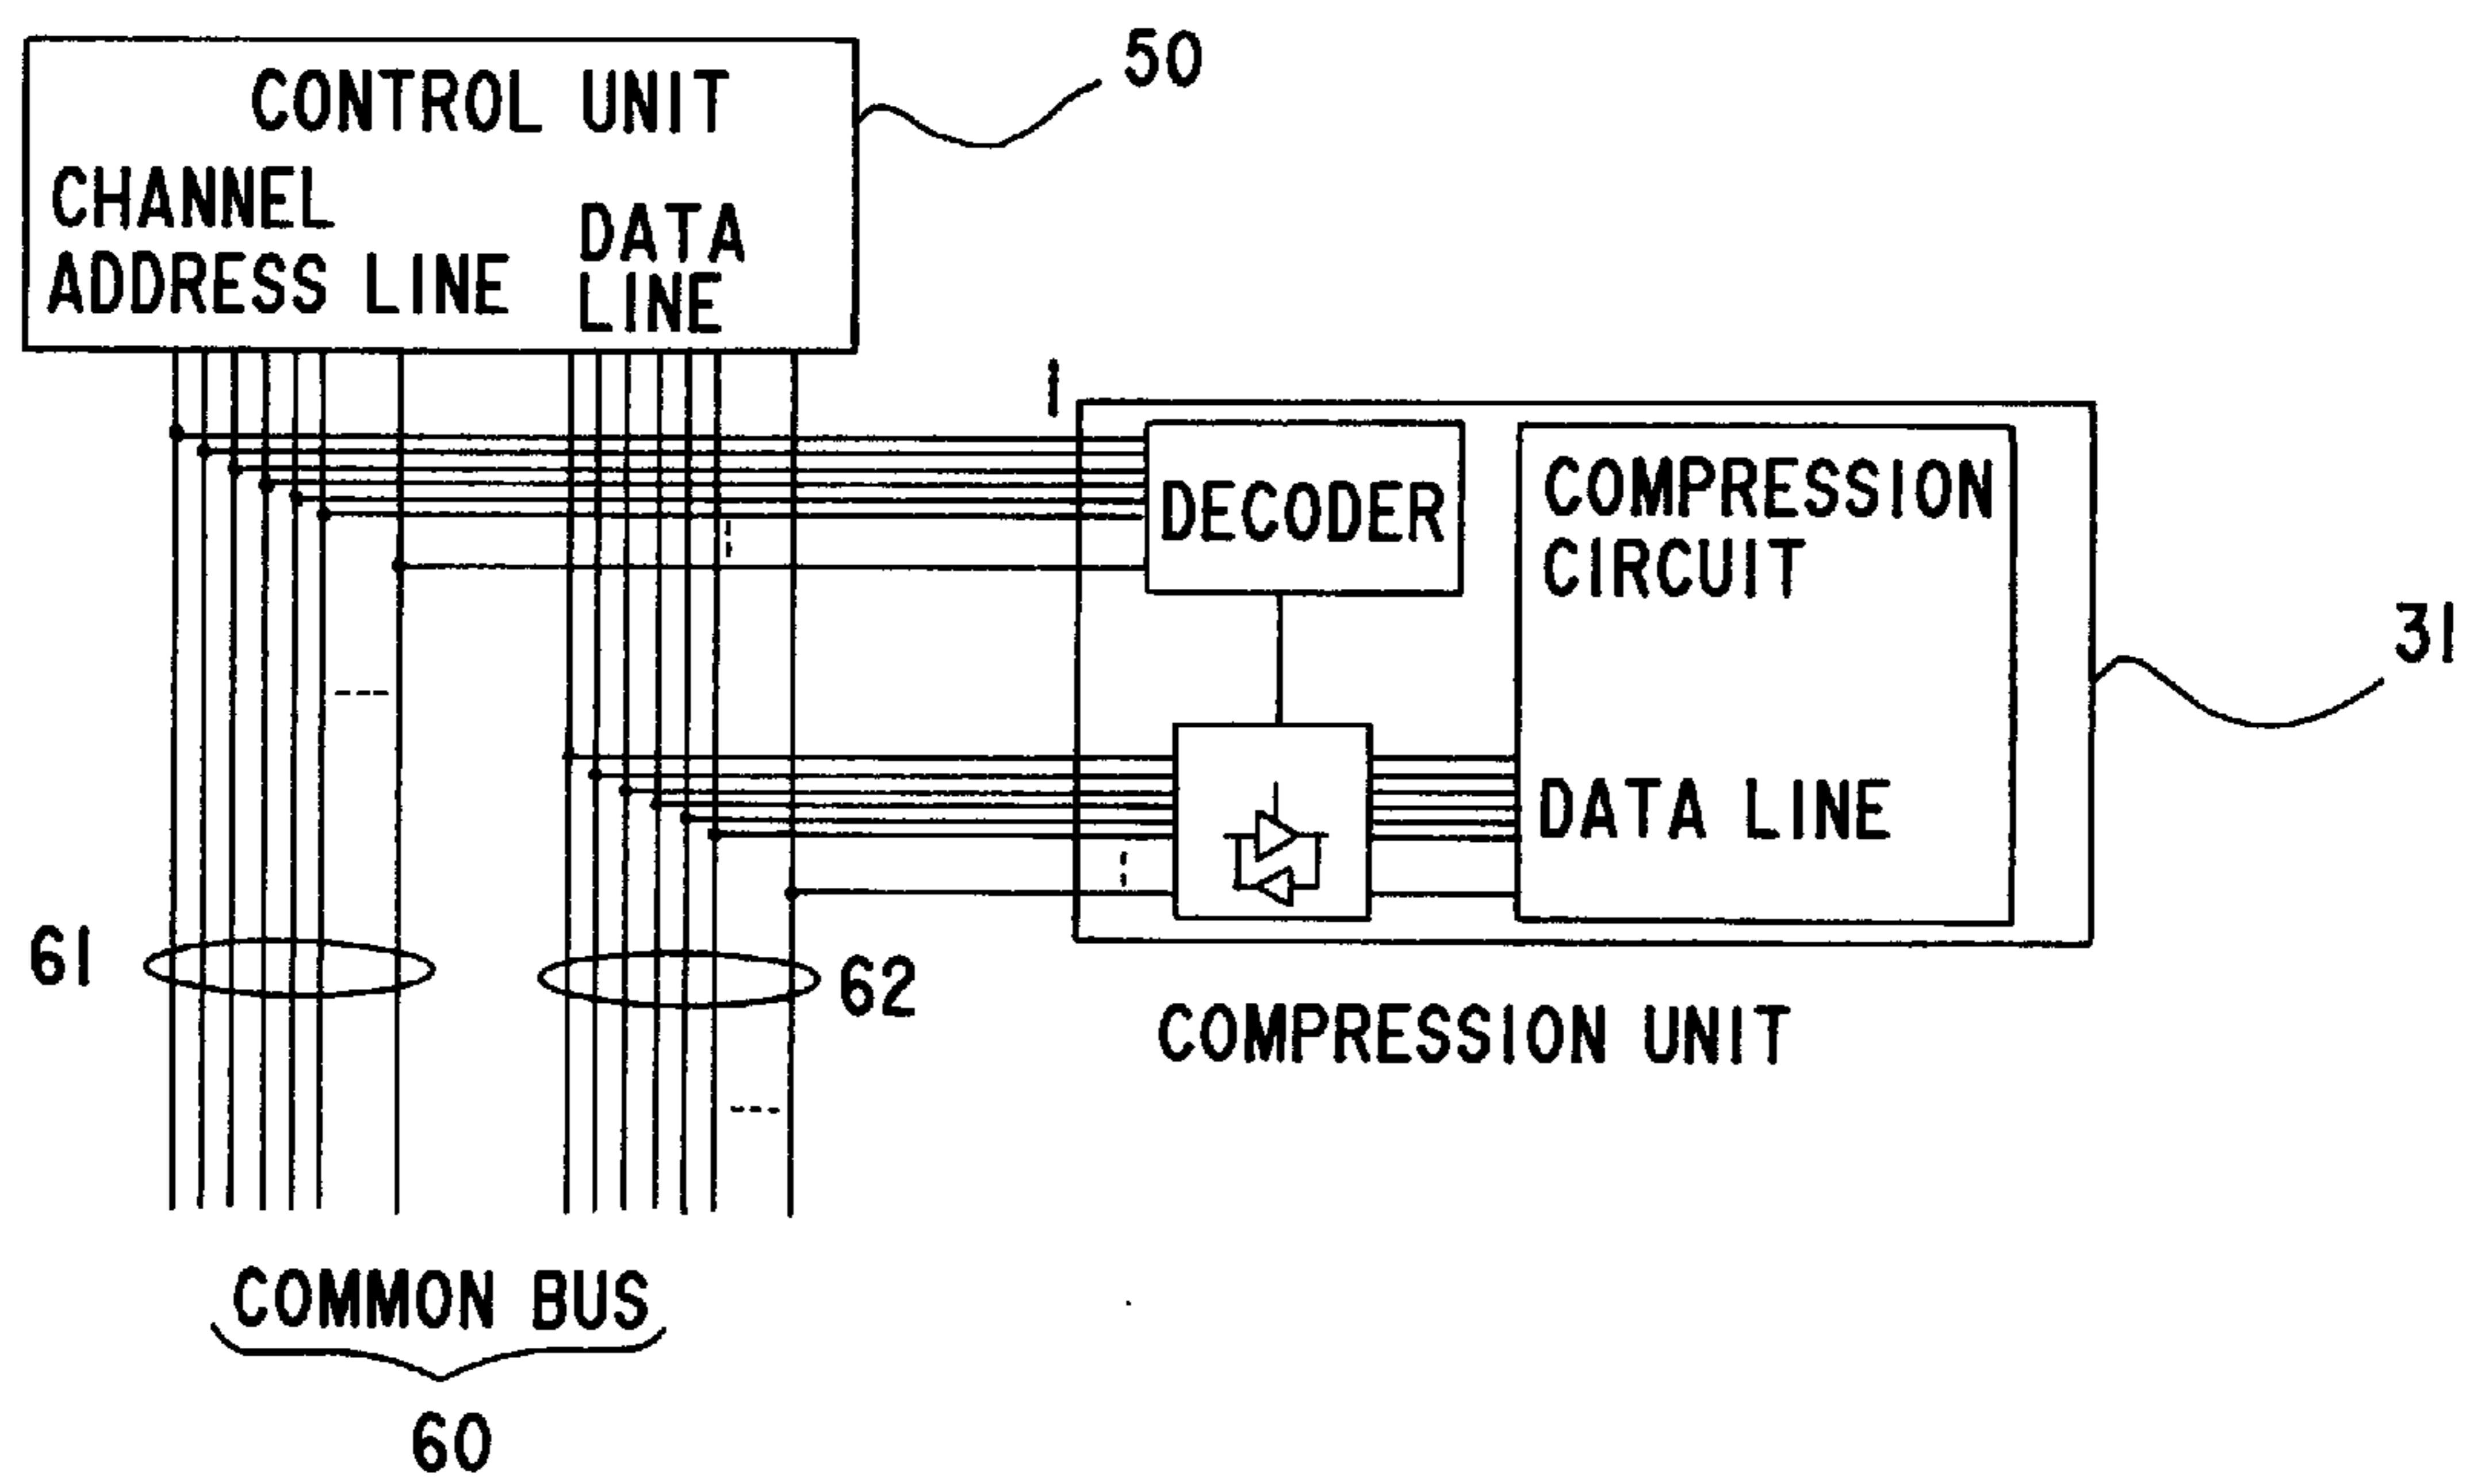 50
CONTROL UNIT
CHANNEL
ADDRESS LINE
DATA
LINE
1
DECODER
COMPRESSION
CIRCUIT
31
DATA LINE
61
62
COMPRESSION UNIT
COMMON BUS
60